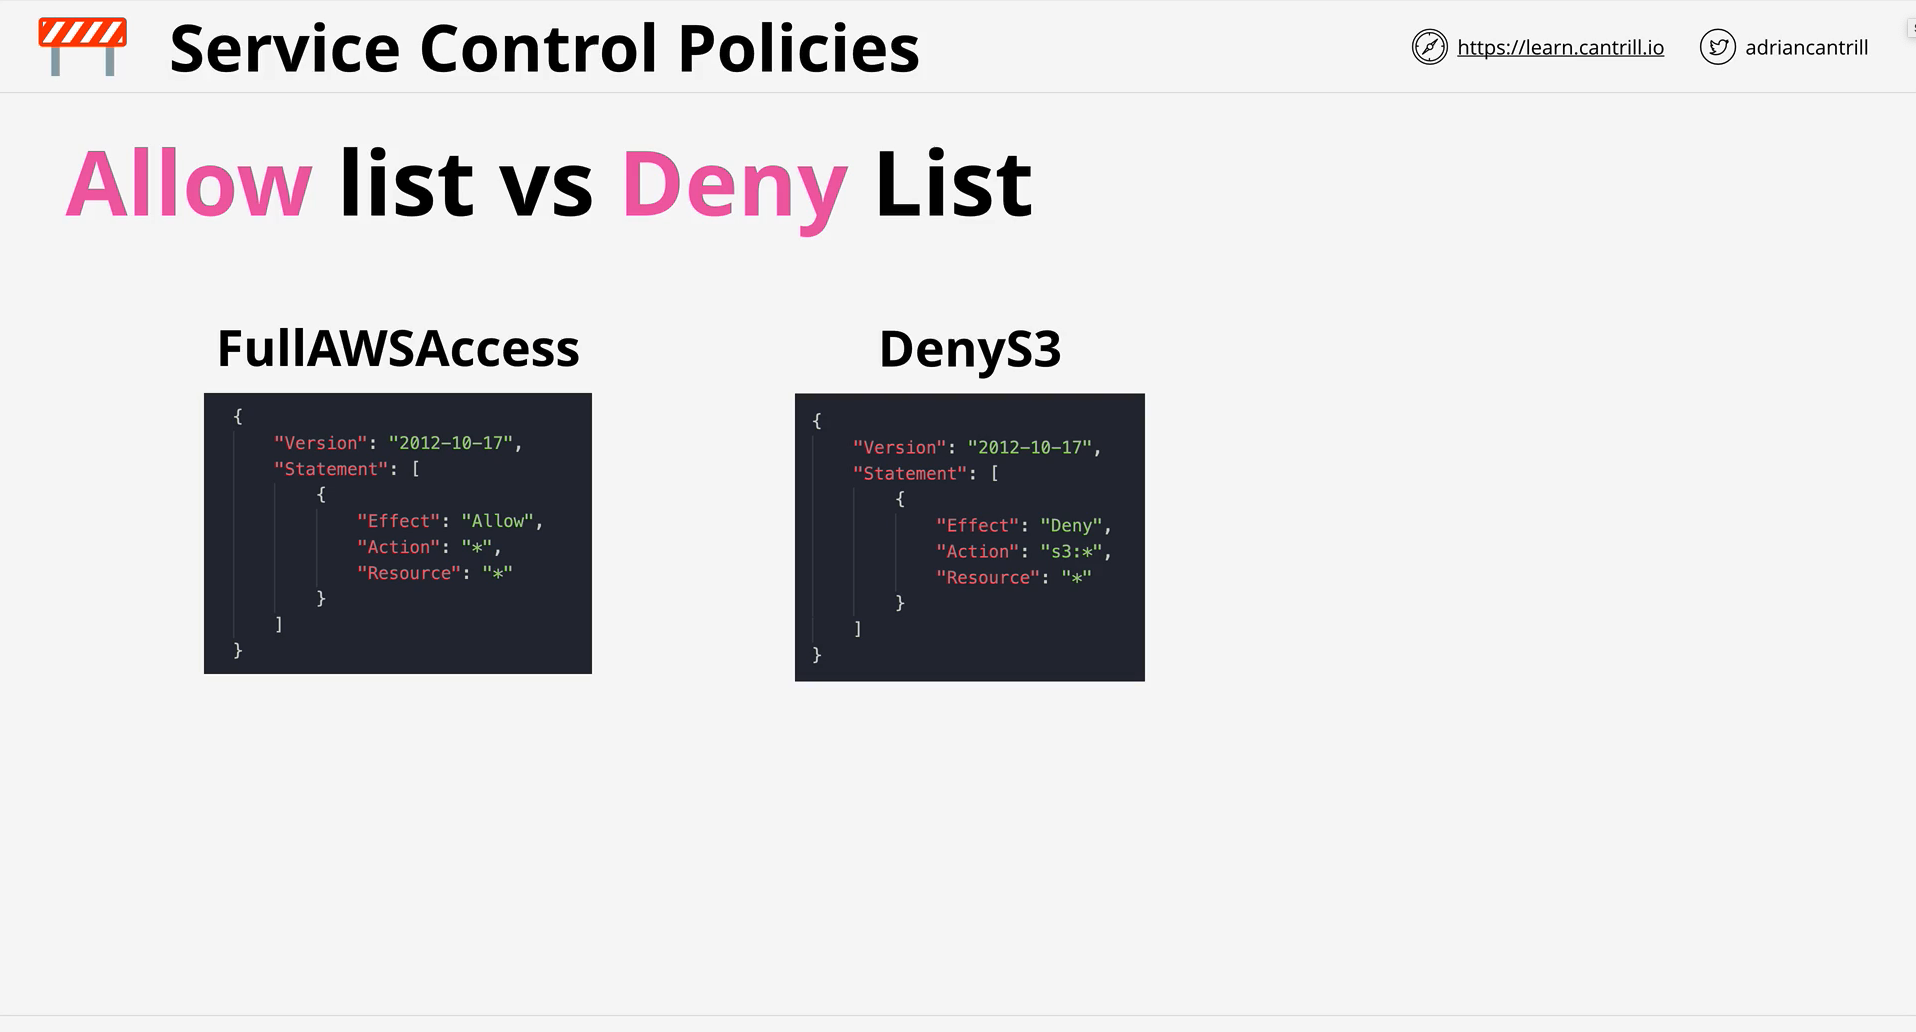 Service Control Policies
https://learn.cantrill.io
adriancantrill
Allow list vs Deny List
FullAWSAccess
{
"Version": "2012-10-17",
"Statement": [
{
"Effect": "Allow",
"Action": "*",
"Resource": "*"
}
]
}
DenyS3
{
"Version": "2012-10-17",
"Statement": [
{
"Effect": "Deny",
"Action": "s3:*",
"Resource": "*"
}
]
}